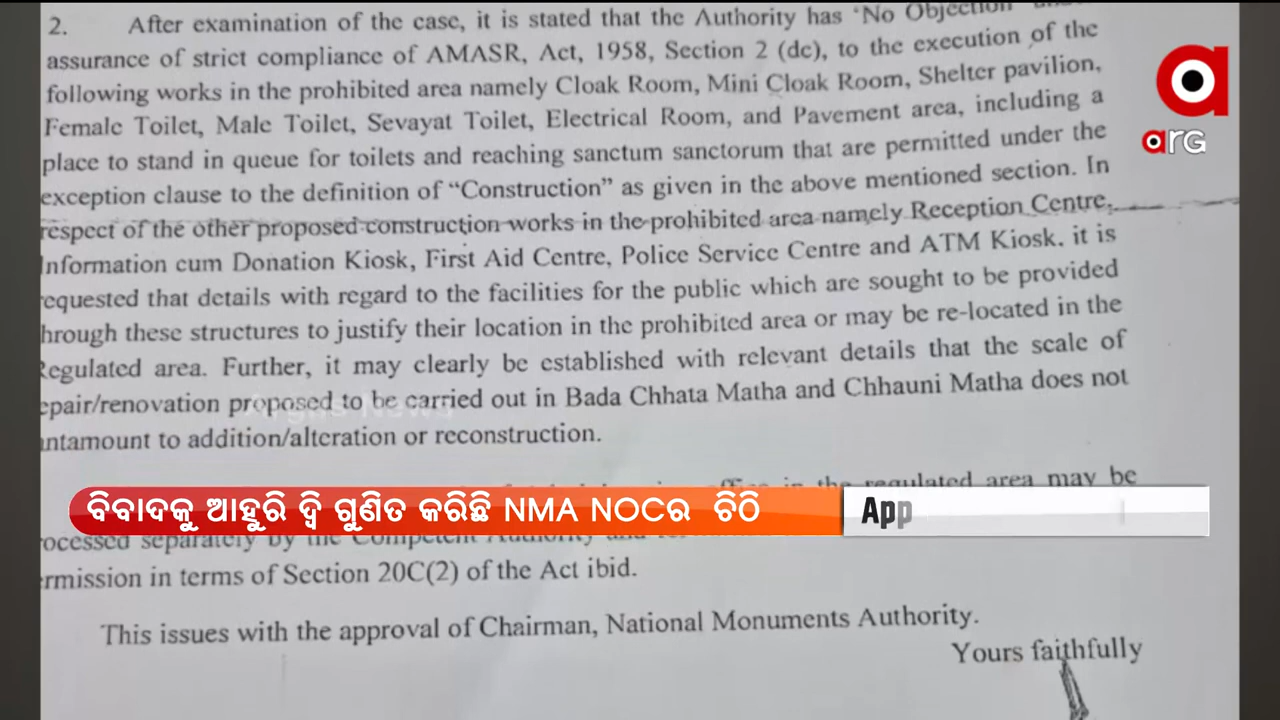 2. After examination of the case, it is stated that the Authority has 'No Objection
assurance of strict compliance of AMASR, Act, 1958, Section 2 (dc), to the execution of the
following works in the prohibited area namely Cloak Room, Mini Cloak Room, Shelter pavilion,
Female Toilet, Male Toilet, Sevayat Toilet, Electrical Room, and Pavement area, including a
place to stand in queue for toilets and reaching sanctum sanctorum that are permitted under the
exception clause to the definition of “Construction” as given in the above mentioned section. In
respect of the other proposed construction works in the prohibited area namely Reception Centre,
Information cum Donation Kiosk, First Aid Centre, Police Service Centre and ATM Kiosk. it is
equested that details with regard to the facilities for the public which are sought to be provided
hrough these structures to justify their location in the prohibited area or may be re-located in the
Regulated area. Further, it may clearly be established with relevant details that the scale of
epair/renovation proposed to be carried out in Bada Chhata Matha and Chhauni Matha does not
antamount to addition/alteration or reconstruction.
Argus News
in the regulated area may be
ବିବାଦକୁ ଆହୁରି ଦ୍ୱି ଗୁଣିତ କରିଛି NMA NOCର ଚିଠି
App
ocessed separately by the Competent Authority
rmission in terms of Section 20C(2) of the Act ibid.
This issues with the approval of Chairman, National Monuments Authority.
Yours faithfully
arG